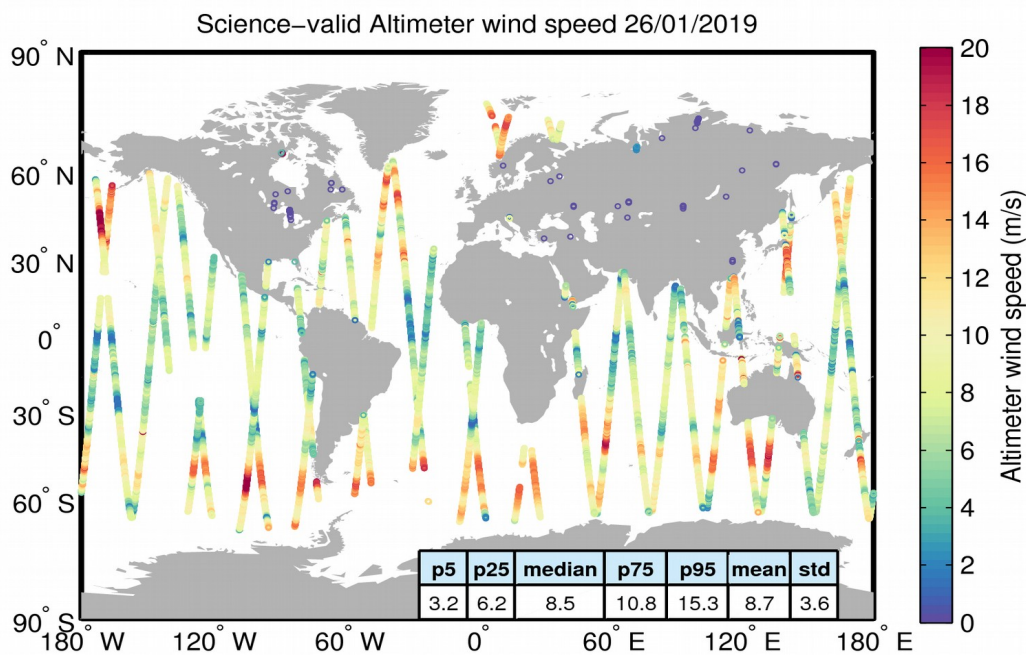 Science-valid Altimeter wind speed 26/01/2019
90° N
60° N
30° N
0°
30° S
60° S
90° S
180° W
120° W
60° W
0°
60° E
120° E
180° E
p5 p25 median p75 p95 mean std
3.2 6.2 8.5 10.8 15.3 8.7 3.6
20
18
16
14
12
10
8
6
4
2
0
Altimeter wind speed (m/s)